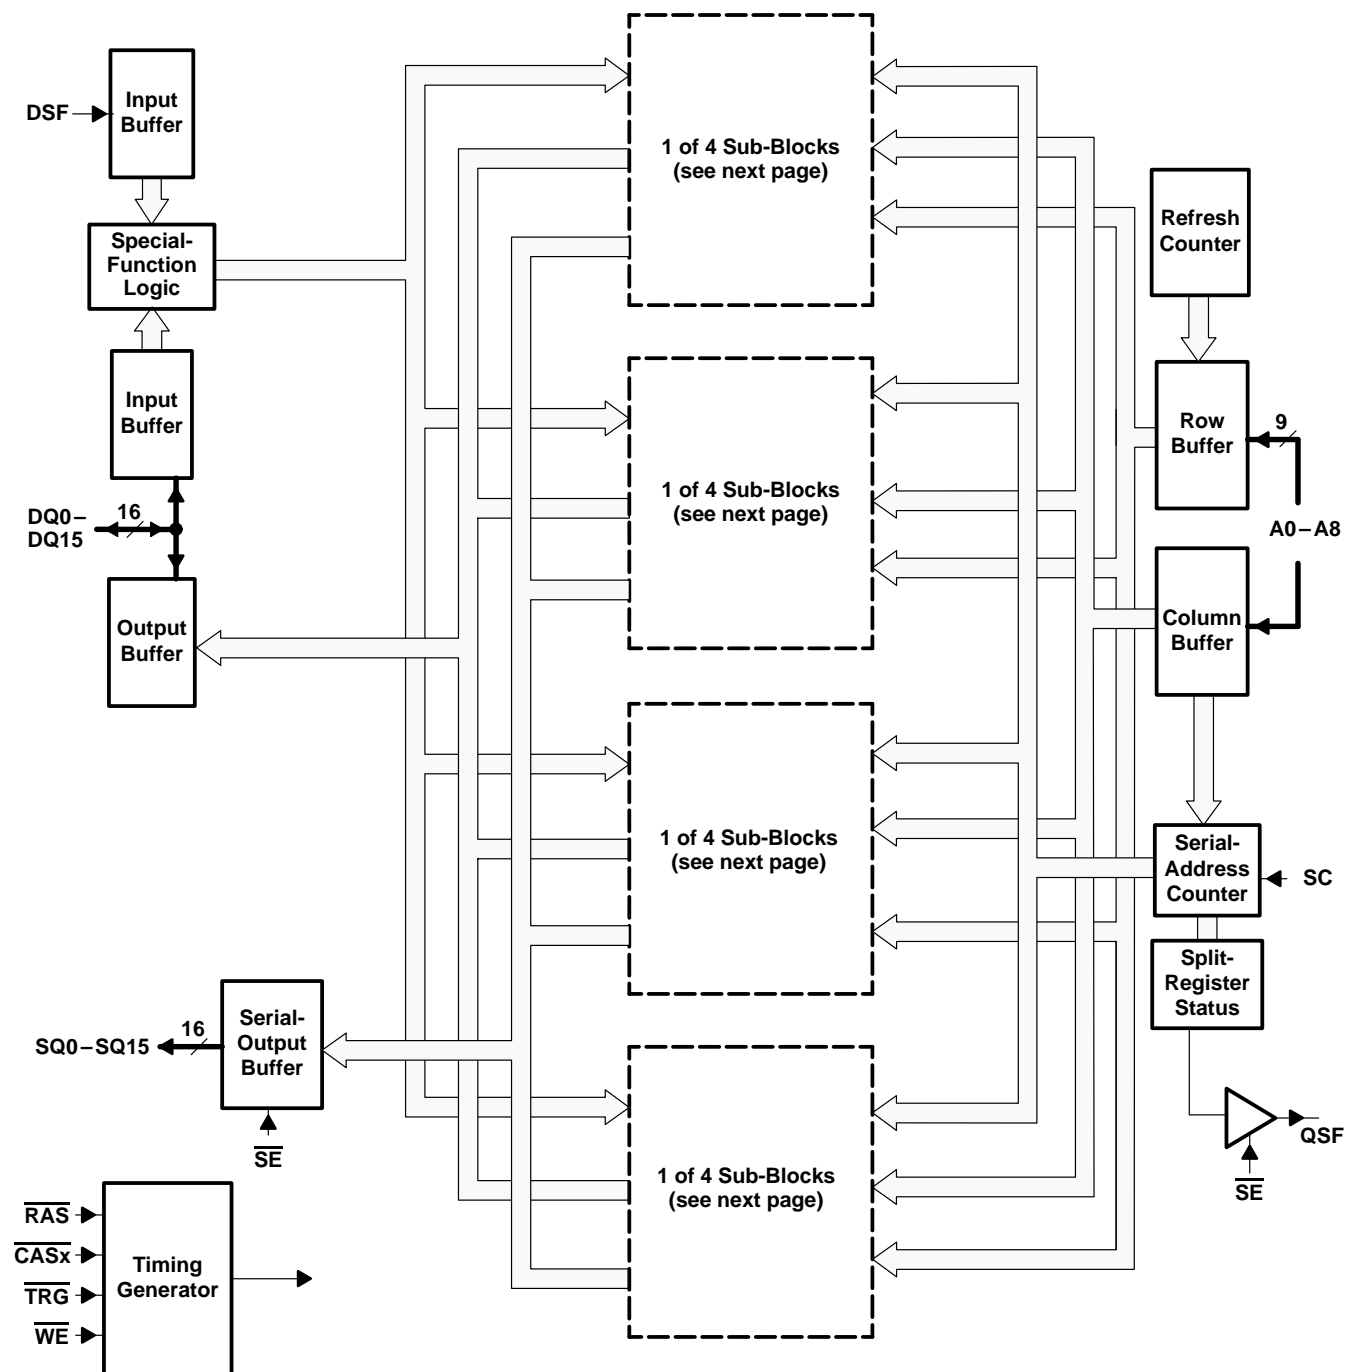 DSF
Input
Buffer
Special-
Function
Logic
Input
Buffer
DQ0–
DQ15
16
Output
Buffer
1 of 4 Sub-Blocks
(see next page)
1 of 4 Sub-Blocks
(see next page)
1 of 4 Sub-Blocks
(see next page)
1 of 4 Sub-Blocks
(see next page)
Refresh
Counter
Row
Buffer
9
A0–A8
Column
Buffer
Serial-
Address
Counter
SC
Split-
Register
Status
QSF
SE
SQ0–SQ15
16
Serial-
Output
Buffer
SE
RAS
CASx
TRG
WE
Timing
Generator